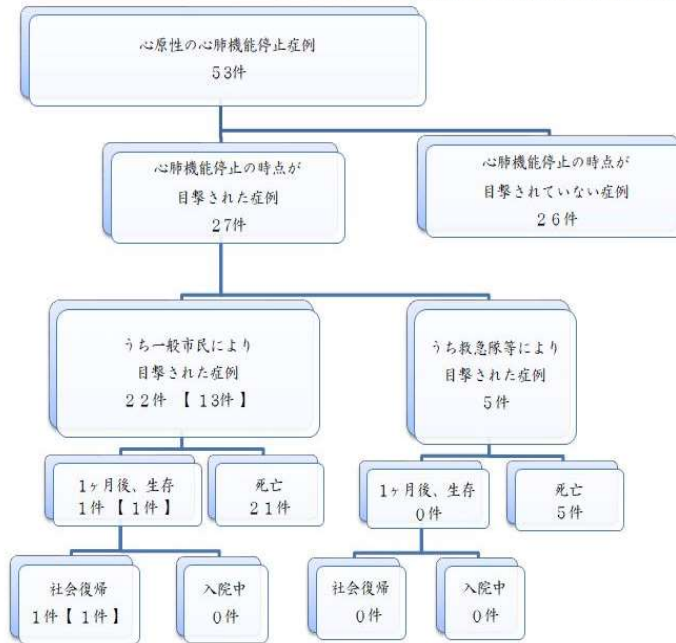 心原性の心肺機能停止症例
53件
心肺機能停止の時点が
目撃された症例
27件
心肺機能停止の時点が
目撃されていない症例
26件
うち一般市民により
目撃された症例
22件 【 13件 】
うち救急隊等により
目撃された症例
5件
1ヶ月後、生存
1件 【 1件 】
死亡
21件
1ヶ月後、生存
0件
死亡
5件
社会復帰
1件【 1件 】
入院中
0件
社会復帰
0件
入院中
0件